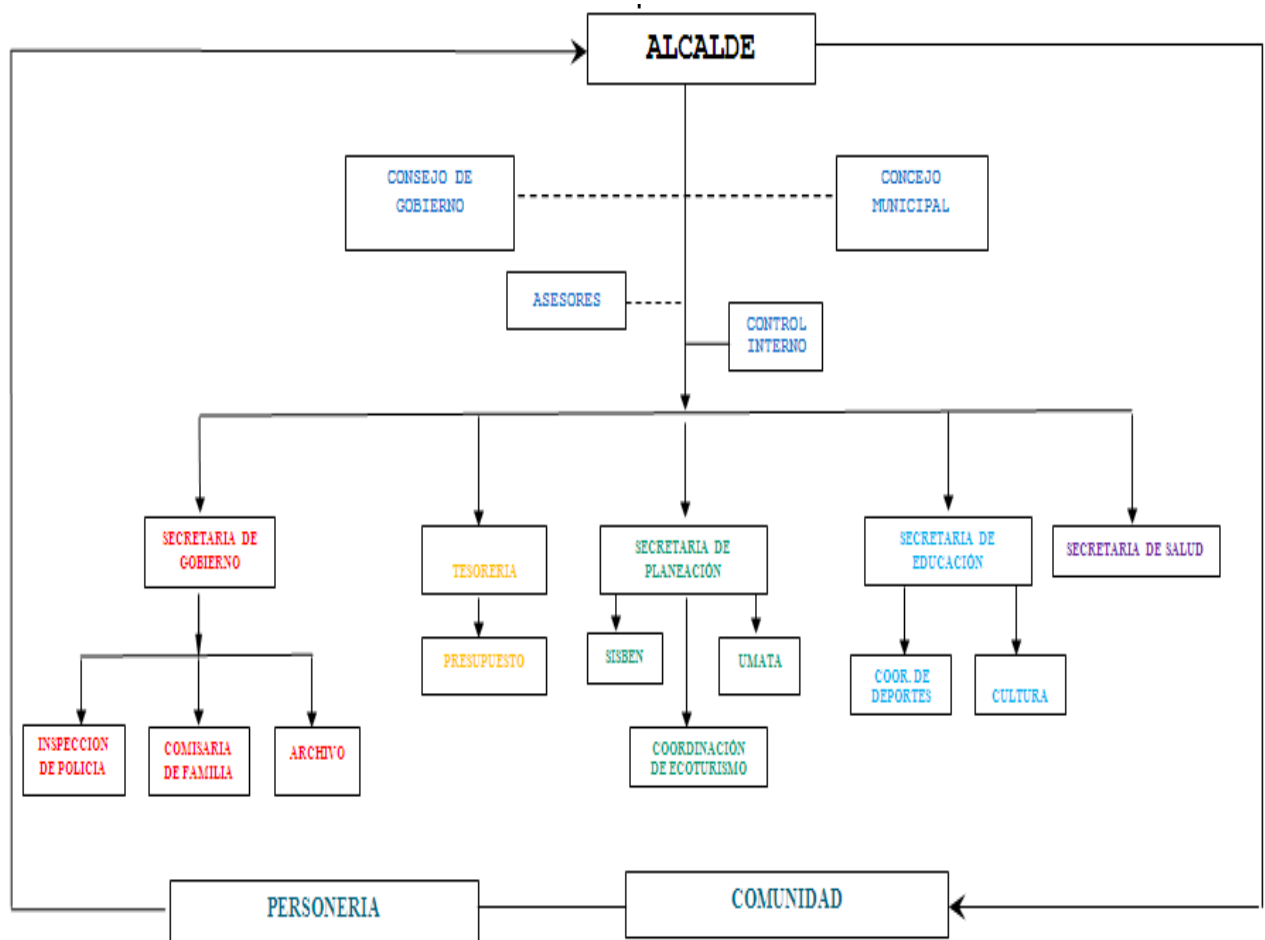 ALCALDE
CONSEJO DE
GOBIERNO
CONCEJO
MUNICIPAL
ASESORES
CONTROL
INTERNO
SECRETARIA DE
GOBIERNO
TESORERIA
SECRETARIA DE
PLANEACIÓN
SECRETARIA DE
EDUCACIÓN
SECRETARIA DE SALUD
PRESUPUESTO
SISBEN
UMATA
COOR. DE
DEPORTES
CULTURA
INSPECCION
DE POLICIA
COMISARIA
DE FAMILIA
ARCHIVO
COORDINACIÓN
DE ECOTURISMO
PERSONERIA
COMUNIDAD